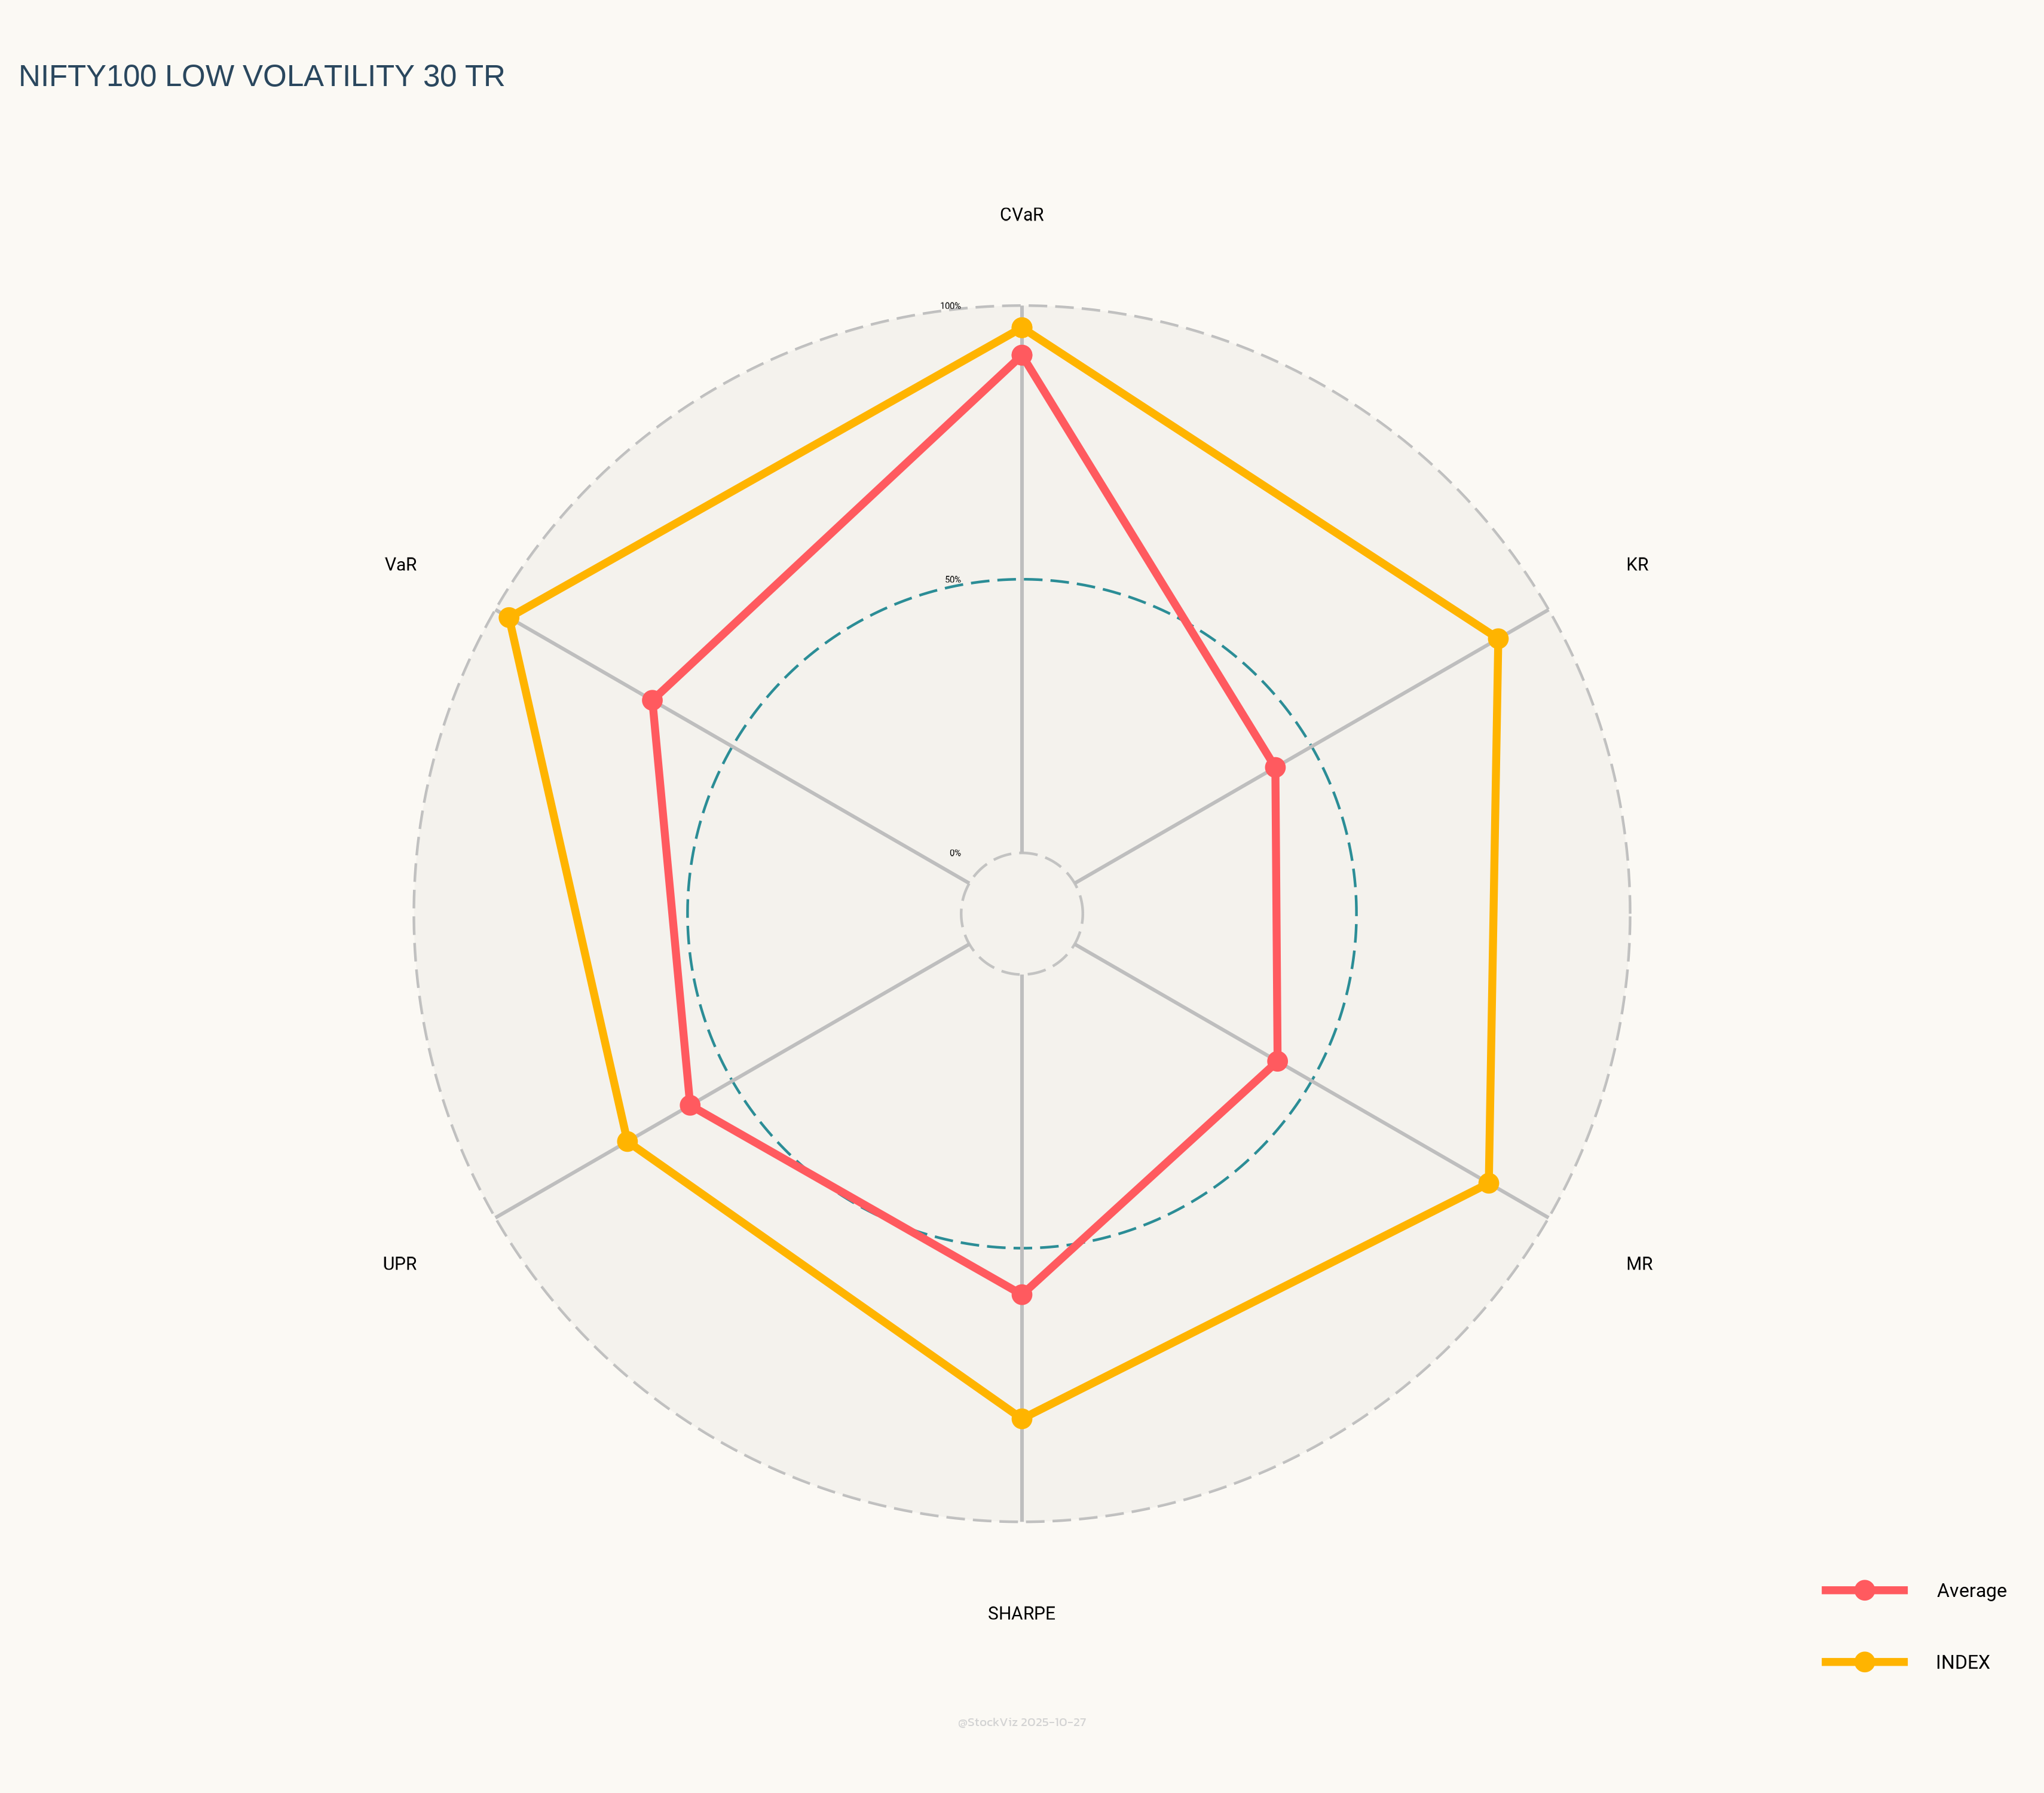 NIFTY100 LOW VOLATILITY 30 TR
CVaR
100%
VaR
KR
50%
0%
UPR
MR
SHARPE
Average
INDEX
@StockViz 2025-10-27